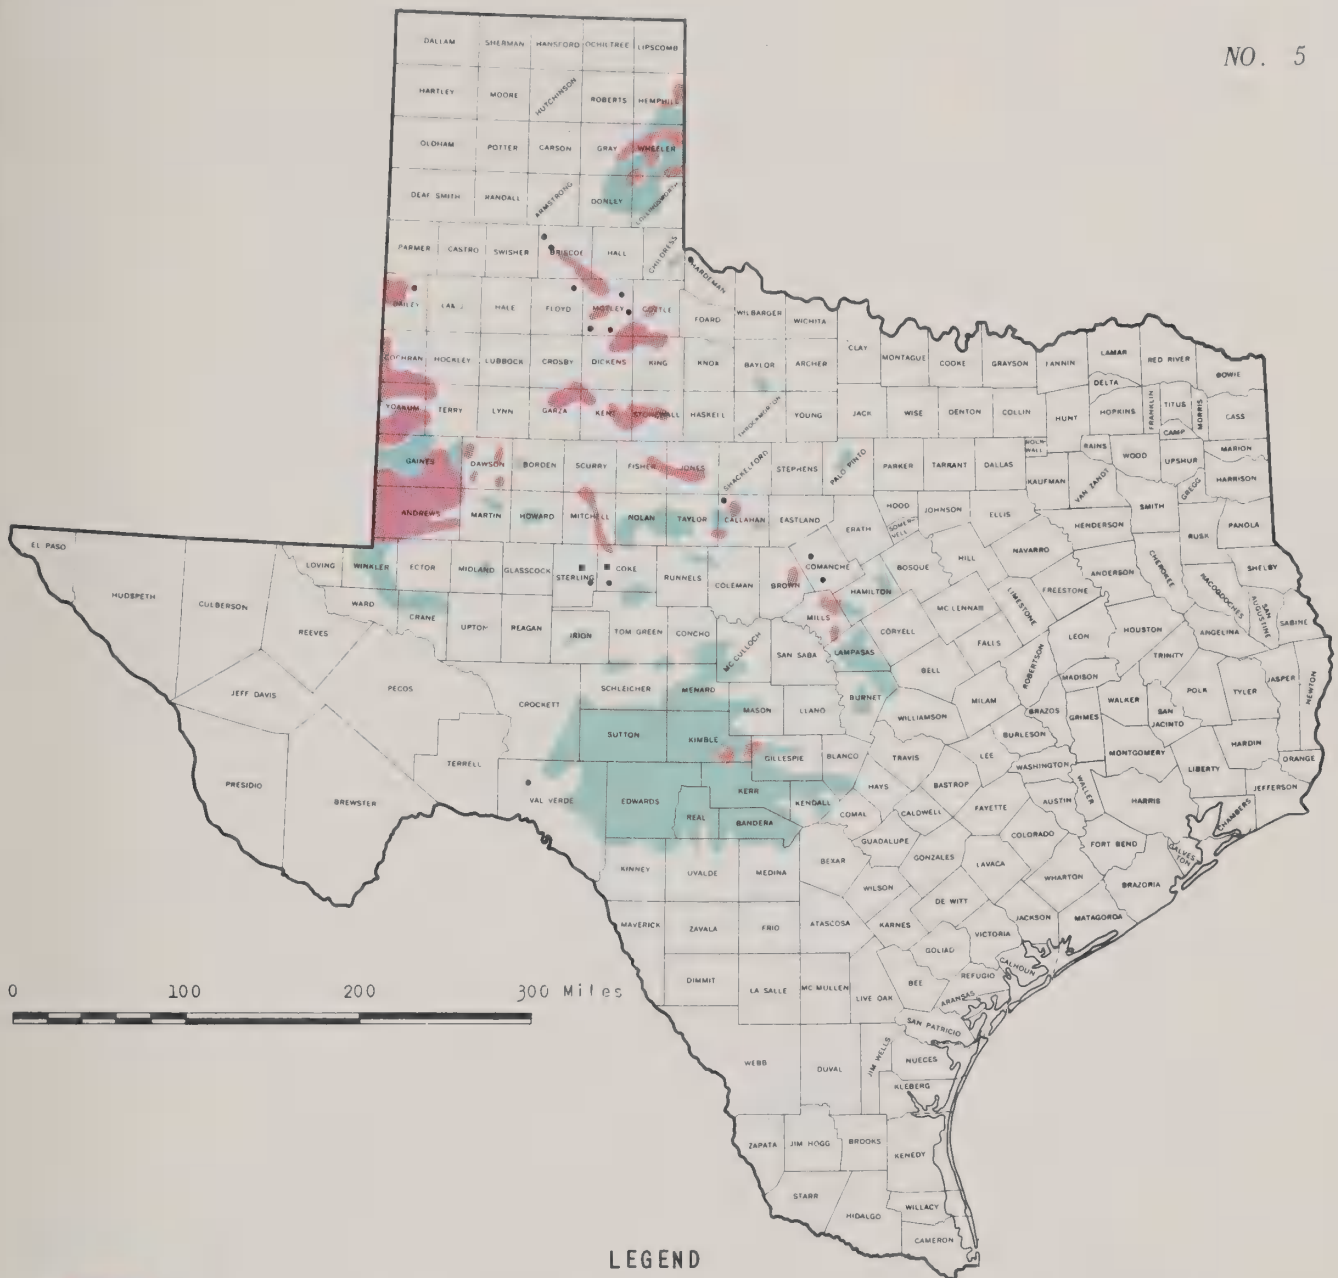 NO. 5
DALLAM SHERMAN HANSFORD OCHILTREE LIPSCOMB
HARTLEY MOORE HUTCHINSON ROBERTS HEMPHILL
OLDHAM POTTER CARSON GRAY WHEELER
DEAF SMITH RANDALL ARMSTRONG DONLEY COLLINGSWORTH
PARMER CASTRO SWISHER BRISCOE HALL CHILDRESS HARDEMAN
BAILEY HALE FLOYD MOTLEY COTTLE FOARD WILBARGER WICHITA
COCHRAN HOCKLEY LUBBOCK CROSBY DICKENS KING KNOX BAYLOR ARCHER CLAY MONTAGUE COOKE GRAYSON FANNIN LAMAR RED RIVER BOWIE
DELTA
YOAKUM TERRY LYNN GARZA KENT STONEWALL HASKELL THROCKMORTON YOUNG JACK WISE DENTON COLLIN HUNT HOPKINS FRANKLIN TITUS MORRIS CASS
CAMP
GAINES DAWSON BORDEN SCURRY FISHER JONES SHACKELFORD STEPHENS PALO PINTO PARKER TARRANT DALLAS ROCK-
WALL RAINS WOOD UPSHUR MARION
KAUFMAN VAN ZANDT GREGG HARRISON
ANDREWS MARTIN HOWARD MITCHELL NOLAN TAYLOR CALLAHAN EASTLAND ERATH HOOD JOHNSON ELLIS HENDERSON SMITH RUSK PANOLA
SOMER-
VELL
EL PASO LOVING WINKLER ECTOR MIDLAND GLASSCOCK STERLING COKE RUNNELS COLEMAN BROWN COMANCHE HAMILTON BOSQUE HILL NAVARRO ANDERSON CHEROKEE NACOGDOCHES SHELBY
HUDSPETH CULBERSON REEVES WARD CRANE UPTON REAGAN IRION TOM GREEN CONCHO MC CULLOCH SAN SABA MILLS LAMPASAS CORYELL MC LENNAN LIMESTONE FREESTONE
SAN AUGUSTINE SABINE
FALLS LEON HOUSTON ANGELINA
JEFF DAVIS PECOS CROCKETT SCHLEICHER MENARD MASON LLANO BURNET BELL MILAM ROBERTSON MADISON TRINITY POLK TYLER JASPER NEWTON
PRESIDIO BREWSTER TERRELL SUTTON KIMBLE GILLESPIE BLANCO WILLIAMSON TRAVIS LEE BURLESON BRAZOS GRIMES WALKER SAN JACINTO HARDIN ORANGE
VAL VERDE EDWARDS REAL KERR BANDERA KENDALL COMAL HAYS BASTROP CALDWELL FAYETTE WASHINGTON AUSTIN WALLER MONTGOMERY HARRIS LIBERTY JEFFERSON CHAMBERS
KINNEY UVALDE MEDINA BEXAR GUADALUPE GONZALES LAVACA COLORADO FORT BEND GALVES-
TON
WILSON DE WITT WHARTON BRAZORIA
MAVERICK ZAVALA FRIO ATASCOSA KARNES GOLIAD VICTORIA JACKSON MATAGORDA
DIMMIT LA SALLE MC MULLEN LIVE OAK BEE REFUGIO CALHOUN ARANSAS
SAN PATRICIO
0 100 200 300 Miles
WEBB DUVAL JIM WELLS NUECES
KLEBERG
ZAPATA JIM HOGG BROOKS KENEDY
STARR HIDALGO WILLACY
CAMERON
LEGEND